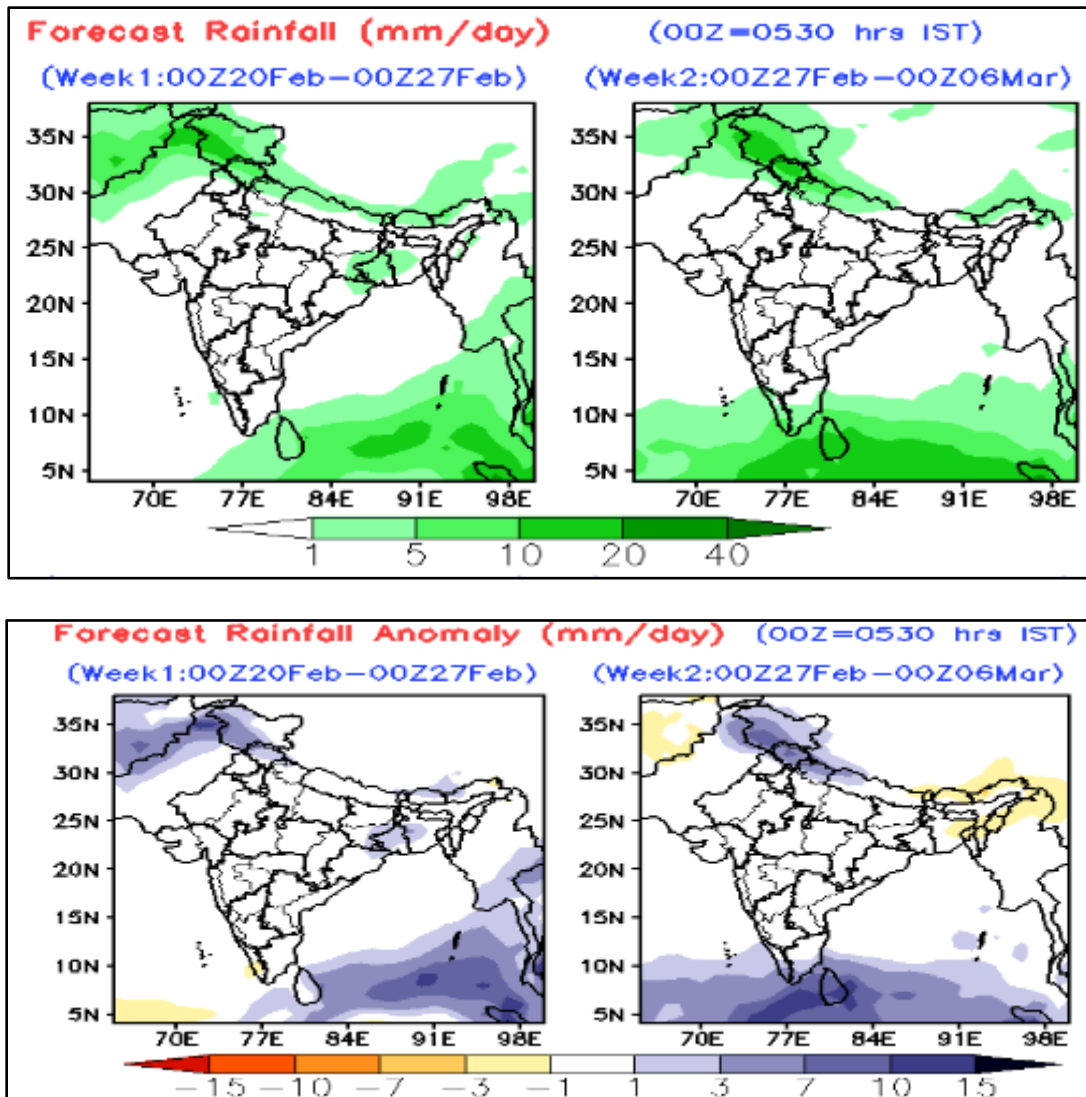 Forecast Rainfall (mm/day) (00Z=0530 hrs IST)
(Week1:00Z20Feb-00Z27Feb) (Week2:00Z27Feb-00Z06Mar)
35N 35N
30N 30N
25N 25N
20N 20N
15N 15N
10N 10N
5N 5N
70E 77E 84E 91E 98E 70E 77E 84E 91E 98E
1 5 10 20 40
Forecast Rainfall Anomaly (mm/day) (00Z=0530 hrs IST)
(Week1:00Z20Feb-00Z27Feb) (Week2:00Z27Feb-00Z06Mar)
35N 35N
30N 30N
25N 25N
20N 20N
15N 15N
10N 10N
5N 5N
70E 77E 84E 91E 98E 70E 77E 84E 91E 98E
-15 -10 -7 -3 -1 1 3 7 10 15